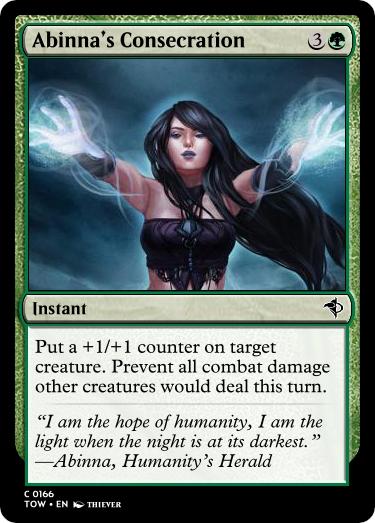 Abinna's Consecration 3
Instant
Put a +1/+1 counter on target
creature. Prevent all combat damage
other creatures would deal this turn.
“I am the hope of humanity, I am the
light when the night is at its darkest.”
—Abinna, Humanity's Herald
C 0166
TOW • EN THIEVER